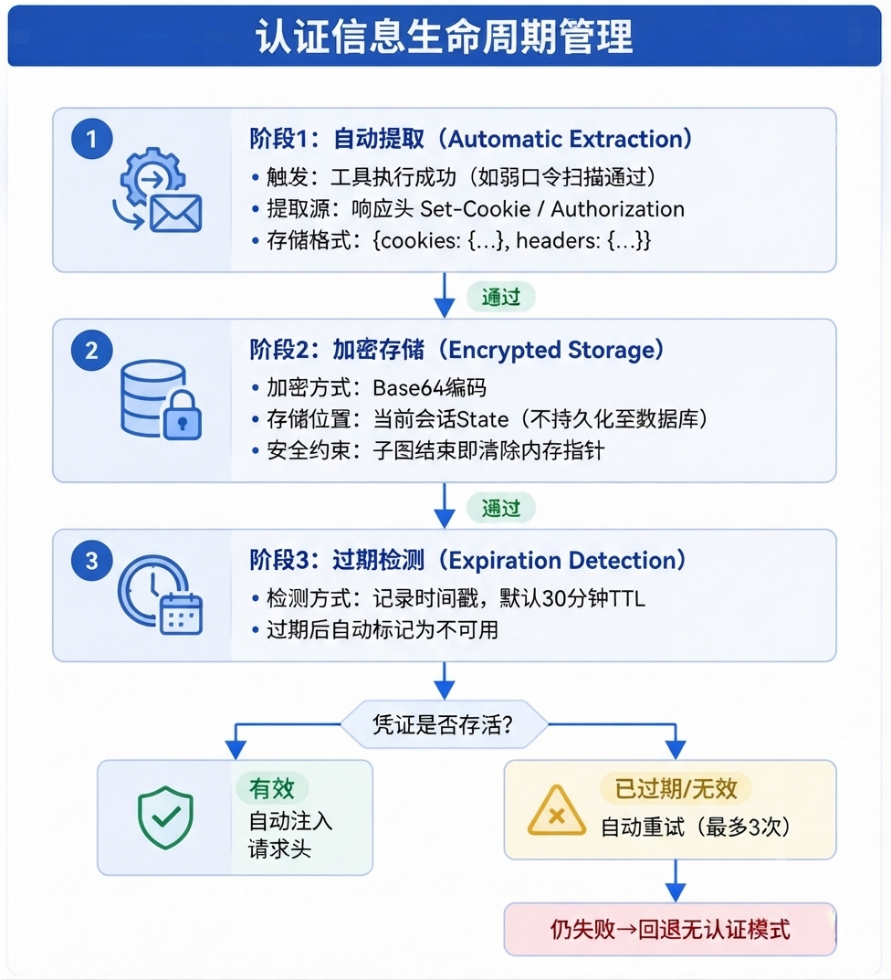 认证信息生命周期管理
1
阶段1：自动提取（Automatic Extraction）
• 触发：工具执行成功（如弱口令扫描通过）
• 提取源：响应头 Set-Cookie / Authorization
• 存储格式：{cookies: {...}, headers: {...}}
通过
2
阶段2：加密存储（Encrypted Storage）
• 加密方式：Base64编码
• 存储位置：当前会话State（不持久化至数据库）
• 安全约束：子图结束即清除内存指针
通过
3
阶段3：过期检测（Expiration Detection）
• 检测方式：记录时间戳，默认30分钟TTL
• 过期后自动标记为不可用
凭证是否存活？
有效
自动注入
请求头
已过期/无效
自动重试（最多3次）
仍失败→回退无认证模式